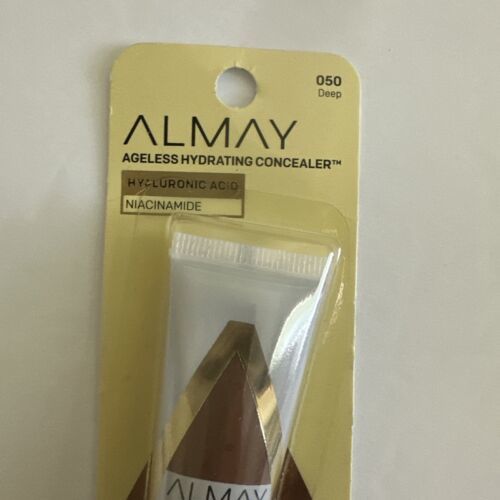 050
Deep
ALMAY
AGELESS HYDRATING CONCEALER™
HYALURONIC ACID
NIACINAMIDE
ALMAY